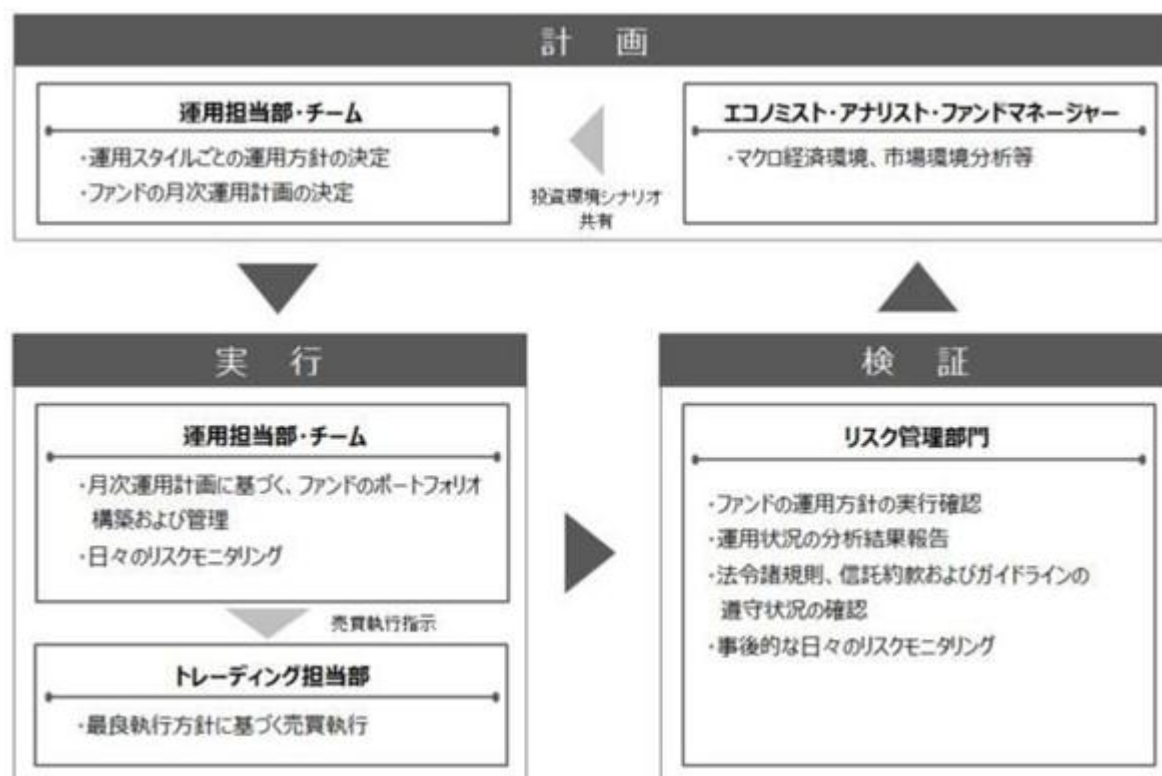 計 画
運用担当部・チーム
・運用スタイルごとの運用方針の決定
・ファンドの月次運用計画の決定
投資環境シナリオ
共有
エコノミスト・アナリスト・ファンドマネージャー
・マクロ経済環境、市場環境分析等
実 行
運用担当部・チーム
・月次運用計画に基づく、ファンドのポートフォリオ
構築および管理
・日々のリスクモニタリング
売買執行指示
トレーディング担当部
・最良執行方針に基づく売買執行
検 証
リスク管理部門
・ファンドの運用方針の実行確認
・運用状況の分析結果報告
・法令諸規則、信託約款およびガイドラインの
遵守状況の確認
・事後的な日々のリスクモニタリング